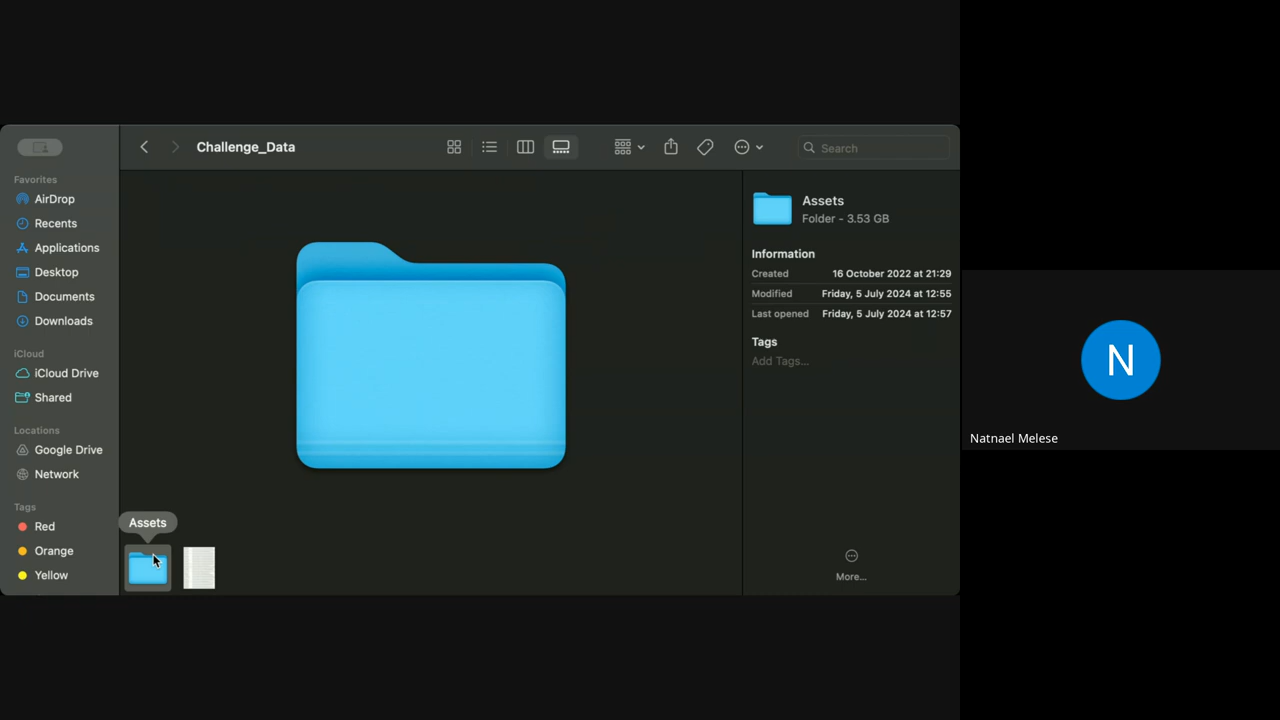 Challenge_Data
Search
Favorites
AirDrop
Recents
Applications
Desktop
Documents
Downloads
iCloud
iCloud Drive
Shared
Locations
Google Drive
Network
Tags
Red
Orange
Yellow
Assets
Assets
Folder - 3.53 GB
Information
Created 16 October 2022 at 21:29
Modified Friday, 5 July 2024 at 12:55
Last opened Friday, 5 July 2024 at 12:57
Tags
Add Tags...
More...
N
Natnael Melese